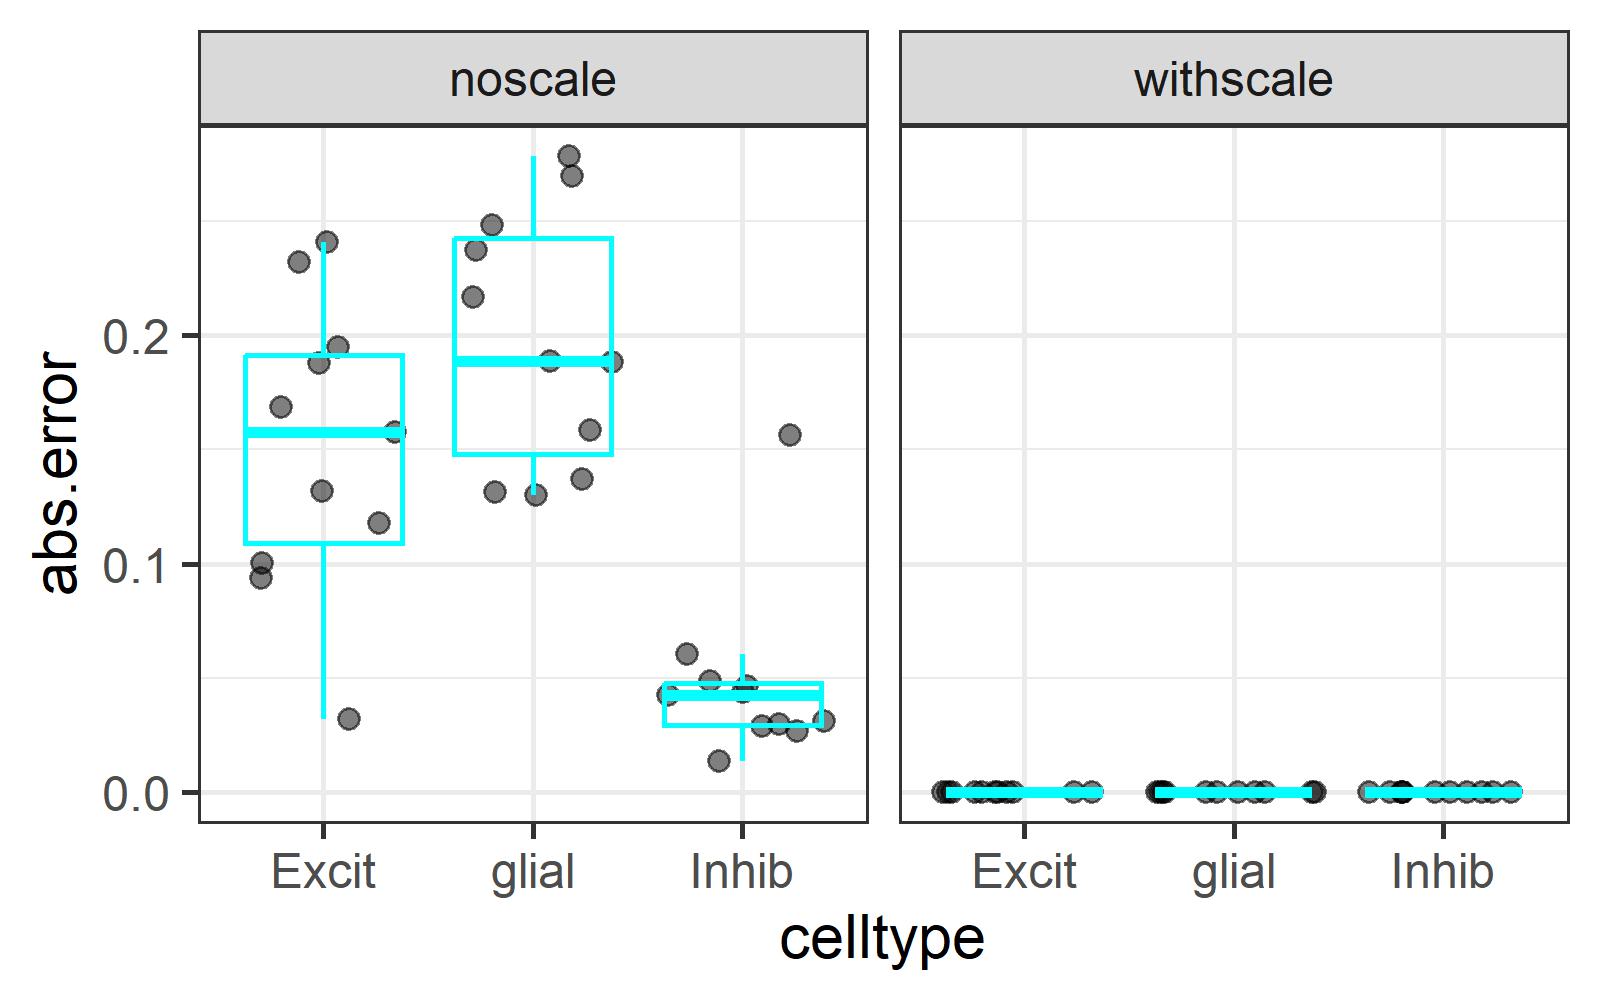 noscale withscale
abs.error
0.2
0.1
0.0
Excit glial Inhib Excit glial Inhib
celltype